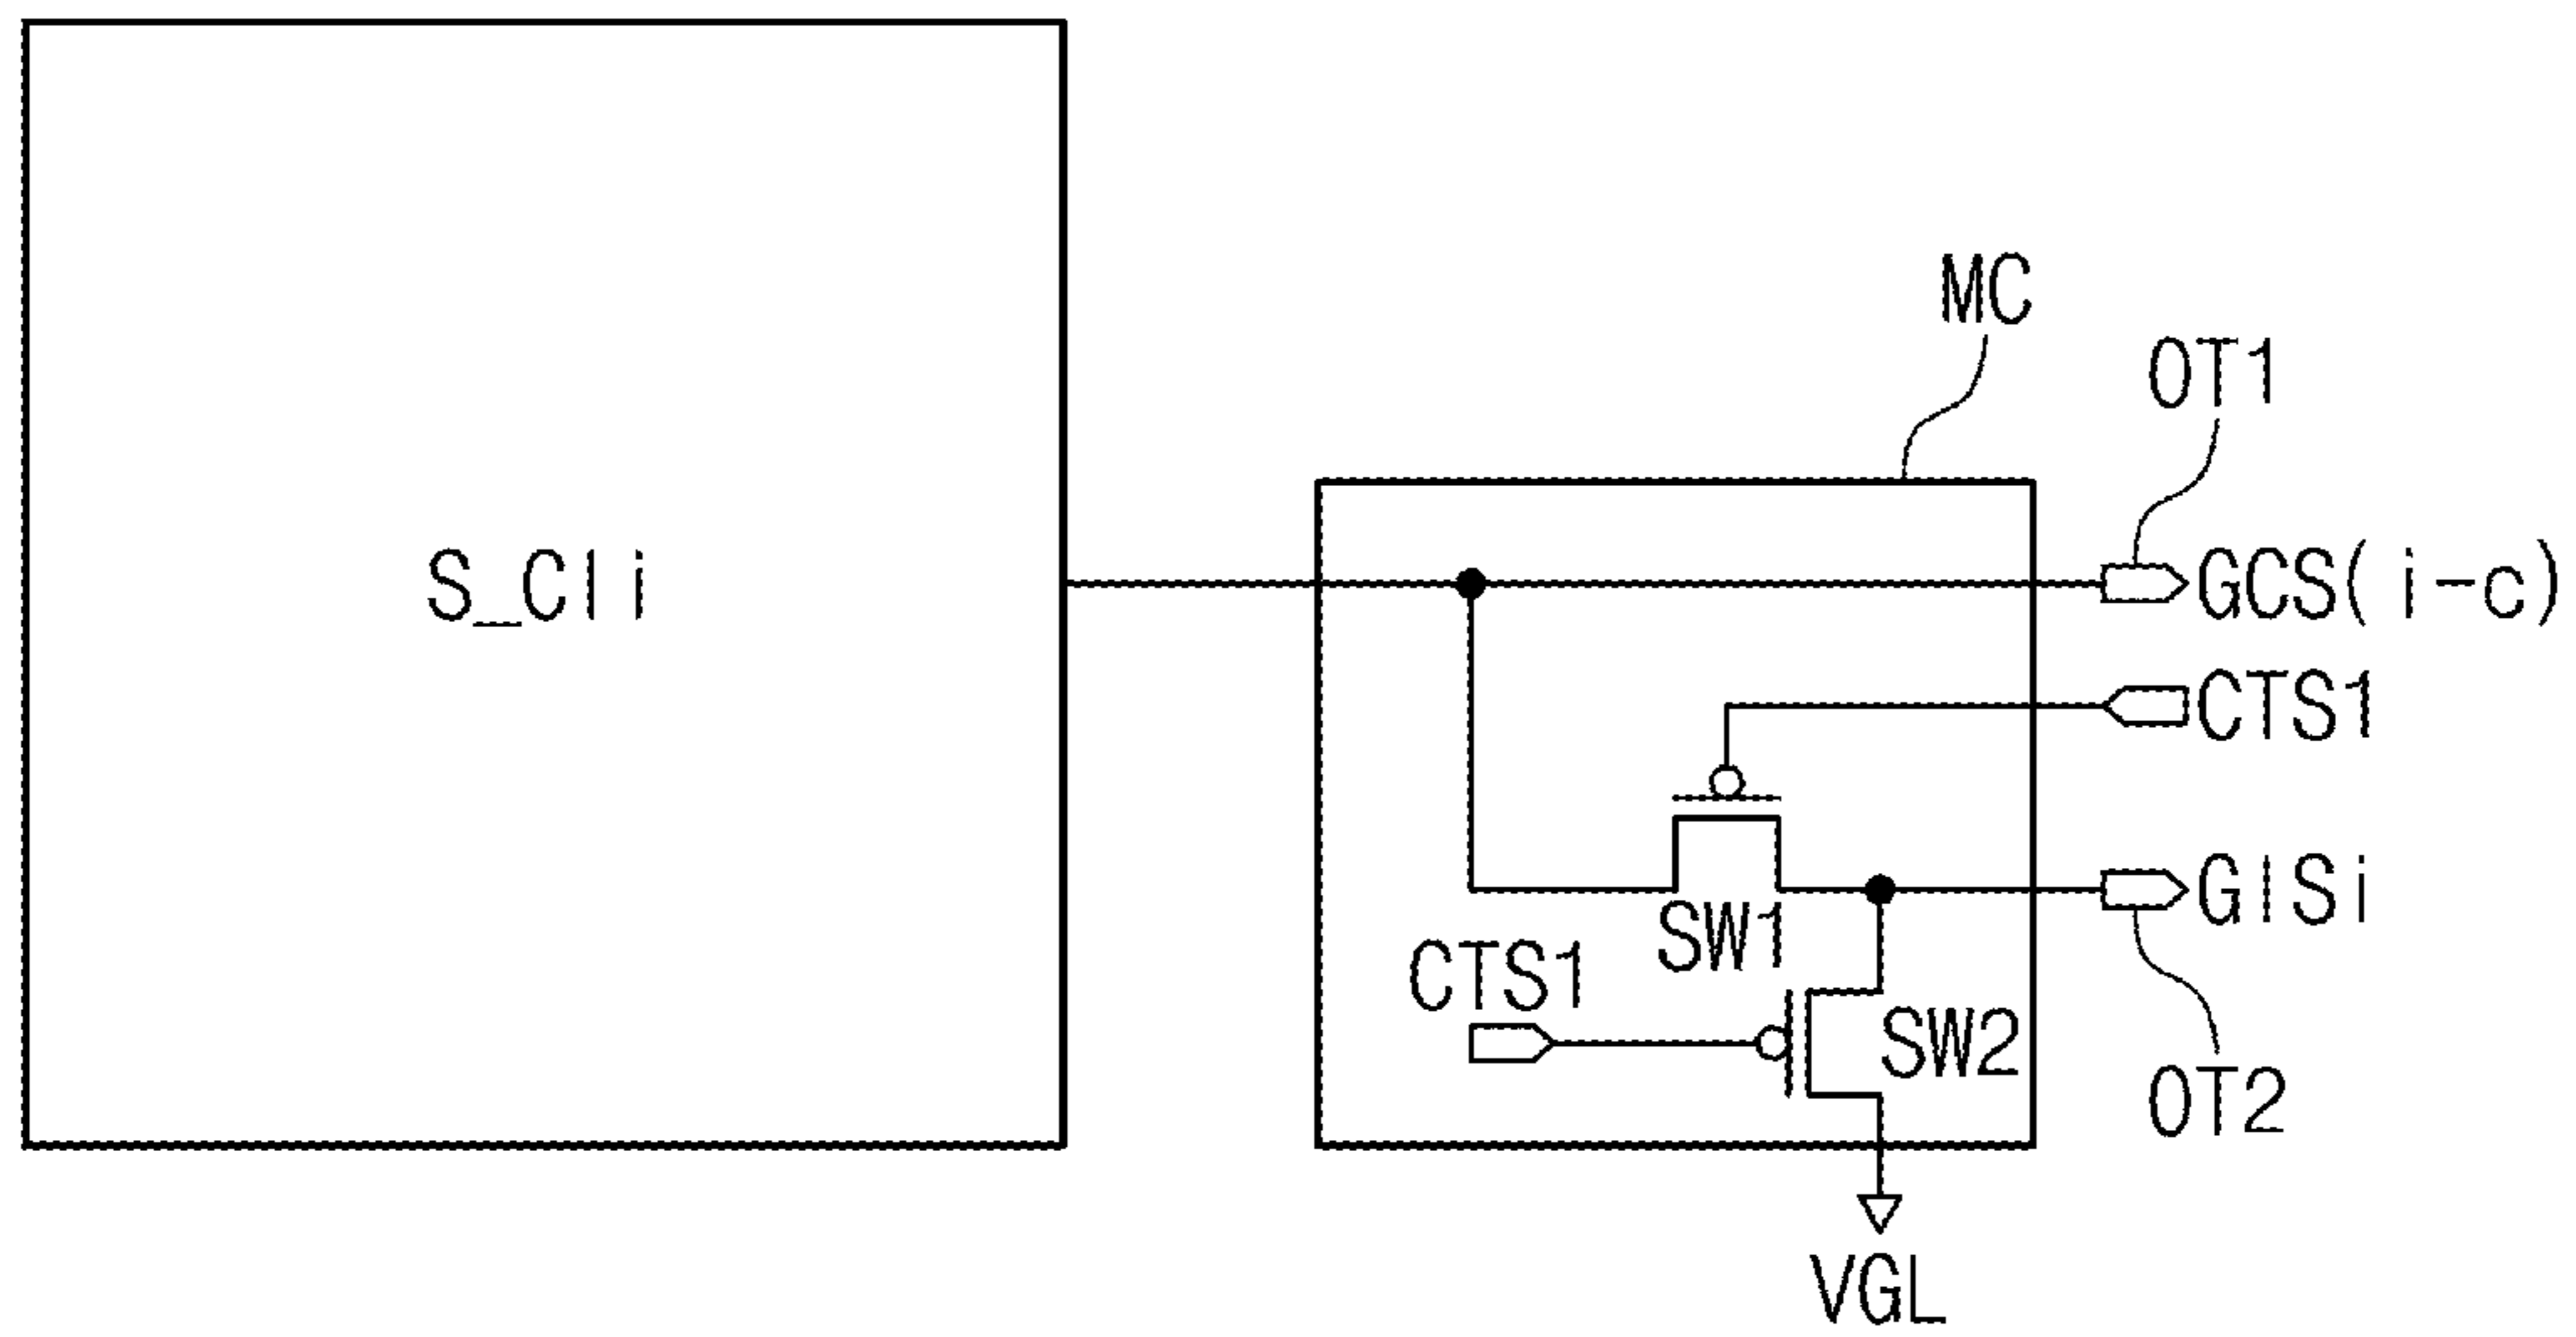 MC
OT1
S_CIi
GCS(i-c)
CTS1
GISi
SW1
CTS1
SW2
OT2
VGL